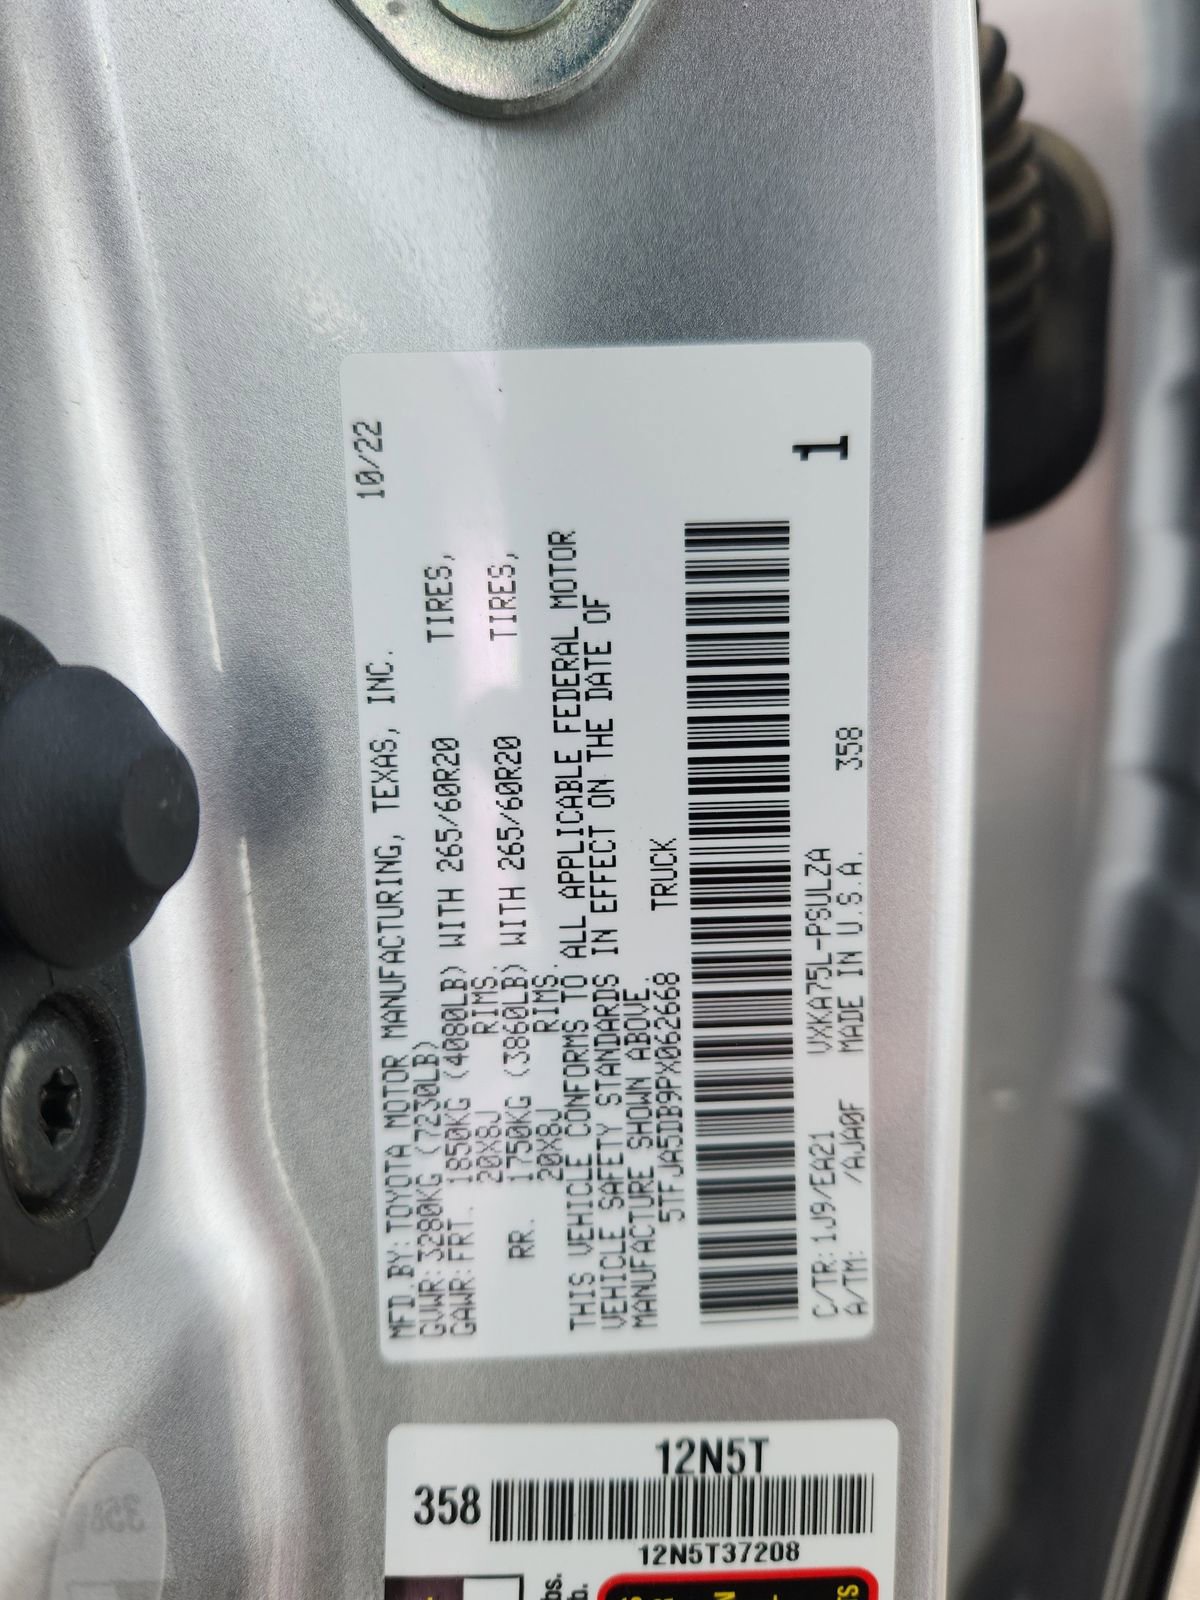 MFD.BY:TOYOTA MOTOR MANUFACTURING, TEXAS, INC. 10/22
GVWR:3280KG (7230LB)
GAWR:FRT. 1850KG (4080LB) WITH 265/60R20 TIRES,
20X8J RIMS.
RR. 1750KG (3860LB) WITH 265/60R20 TIRES,
20X8J RIMS.
THIS VEHICLE CONFORMS TO ALL APPLICABLE FEDERAL MOTOR
VEHICLE SAFETY STANDARDS IN EFFECT ON THE DATE OF
MANUFACTURE SHOWN ABOVE.
5TFJA5DB9PX062668 TRUCK
1
C/TR:1J9/EA21 VXKA75L-PSULZA
A/TM: /AJA0F MADE IN U.S.A. 358
12N5T
358
12N5T37208